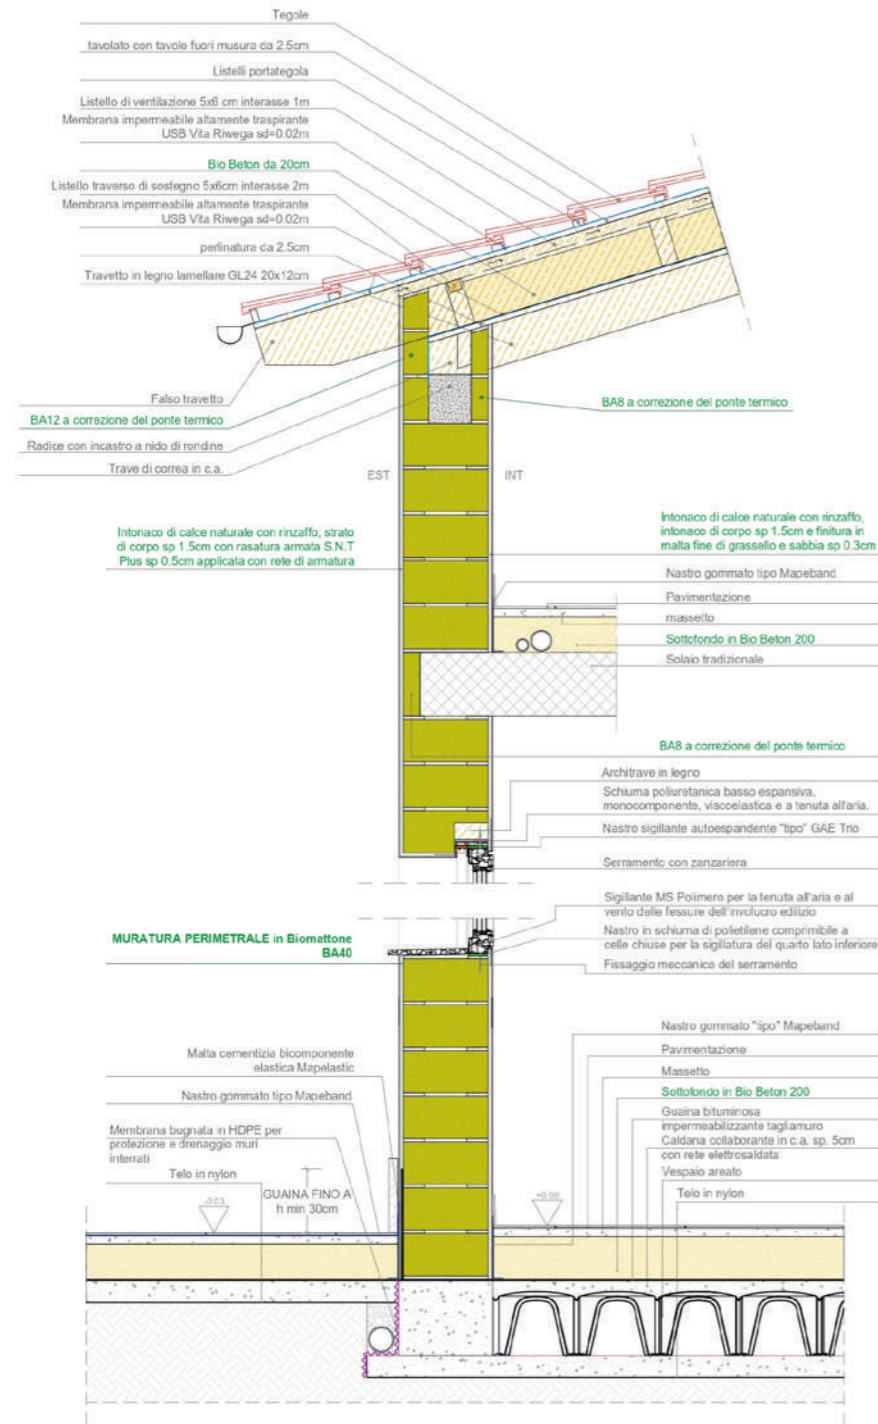 Tegole
tavolato con tavole fuori musura da 2.5cm
Listelli portategola
Listello di ventilazione 5x6 cm interasse 1m
Membrana impermeabile altamente traspirante
USB Vita Riwega sd=0.02m
Bio Beton da 20cm
Listello traverso di sostegno 5x6cm interasse 2m
Membrana impermeabile altamente traspirante
USB Vita Riwega sd=0.02m
perlinatura da 2.5cm
Travetto in legno lamellare GL24 20x12cm
Falso travetto
BA12 a correzione del ponte termico
Radice con incastro a nido di rondine
Trave di correa in c.a.
BA8 a correzione del ponte termico
EST
INT
Intonaco di calce naturale con rinzaffo, strato
di corpo sp 1.5cm con rasatura armata S.N.T
Plus sp 0.5cm applicata con rete di armatura
Intonaco di calce naturale con rinzaffo,
intonaco di corpo sp 1.5cm e finitura in
malta fine di grassello e sabbia sp 0.3cm
Nastro gommato tipo Mapeband
Pavimentazione
massetto
Sottofondo in Bio Beton 200
Solaio tradizionale
BA8 a correzione del ponte termico
Architrave in legno
Schiuma poliuretanica basso espansiva,
monocomponente, viscoelastica e a tenuta all'aria.
Nastro sigillante autoespandente "tipo" GAE Trio
Serramento con zanzariera
Sigillante MS Polimero per la tenuta all'aria e al
vento delle fessure dell'involucro edilizio
Nastro in schiuma di polietilene comprimibile a
celle chiuse per la sigillatura del quarto lato inferiore
Fissaggio meccanico del serramento
MURATURA PERIMETRALE in Biomattone
BA40
Malta cementizia bicomponente
elastica Mapelastic
Nastro gommato tipo Mapeband
Membrana bugnata in HDPE per
protezione e drenaggio muri
interrati
Telo in nylon
GUAINA FINO A
h min 30cm
-0.03
Nastro gommato "tipo" Mapeband
Pavimentazione
Massetto
Sottofondo in Bio Beton 200
Guaina bituminosa
impermeabilizzante tagliamuro
Caldana collaborante in c.a. sp. 5cm
con rete elettrosaldata
Vespaio areato
Telo in nylon
+0.00